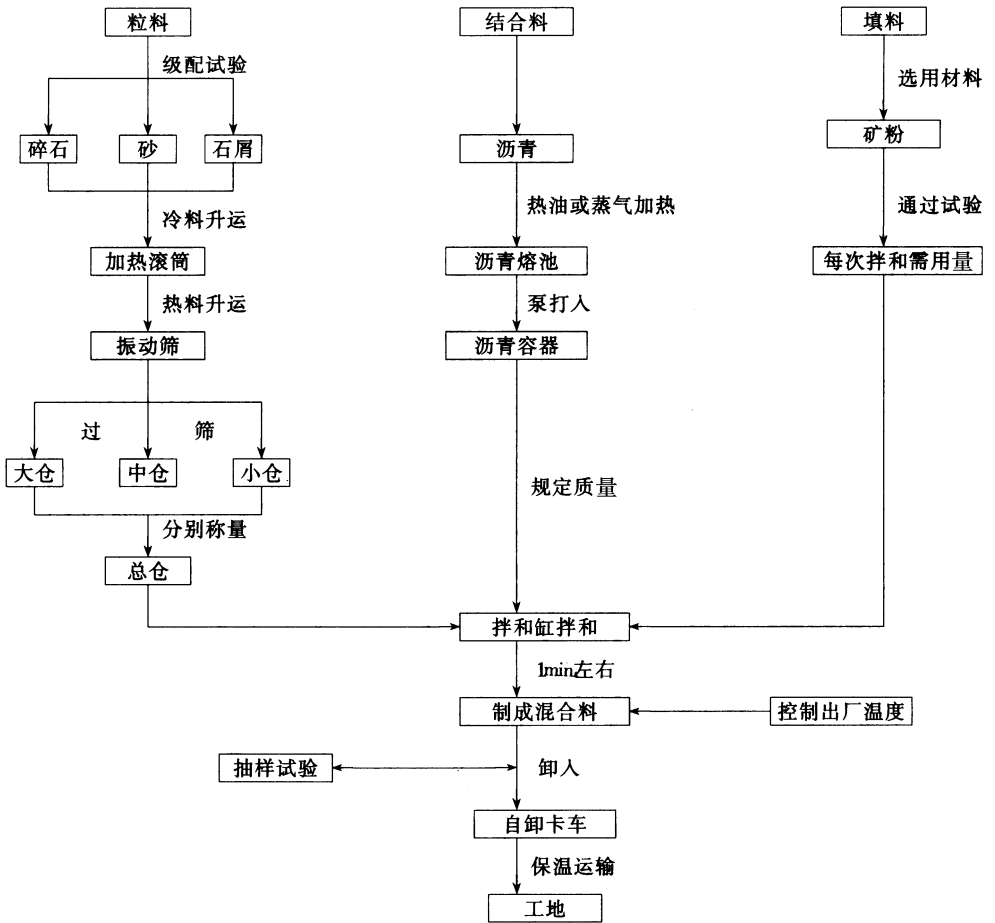 粒料
结合料
填料
级配试验
选用材料
碎石
砂
石屑
沥青
矿粉
冷料升运
热油或蒸气加热
通过试验
加热滚筒
沥青熔池
每次拌和需用量
热料升运
泵打入
振动筛
沥青容器
过 筛
大仓
中仓
小仓
规定质量
分别称量
总仓
拌和缸拌和
1min左右
制成混合料
控制出厂温度
抽样试验
卸入
自卸卡车
保温运输
工地